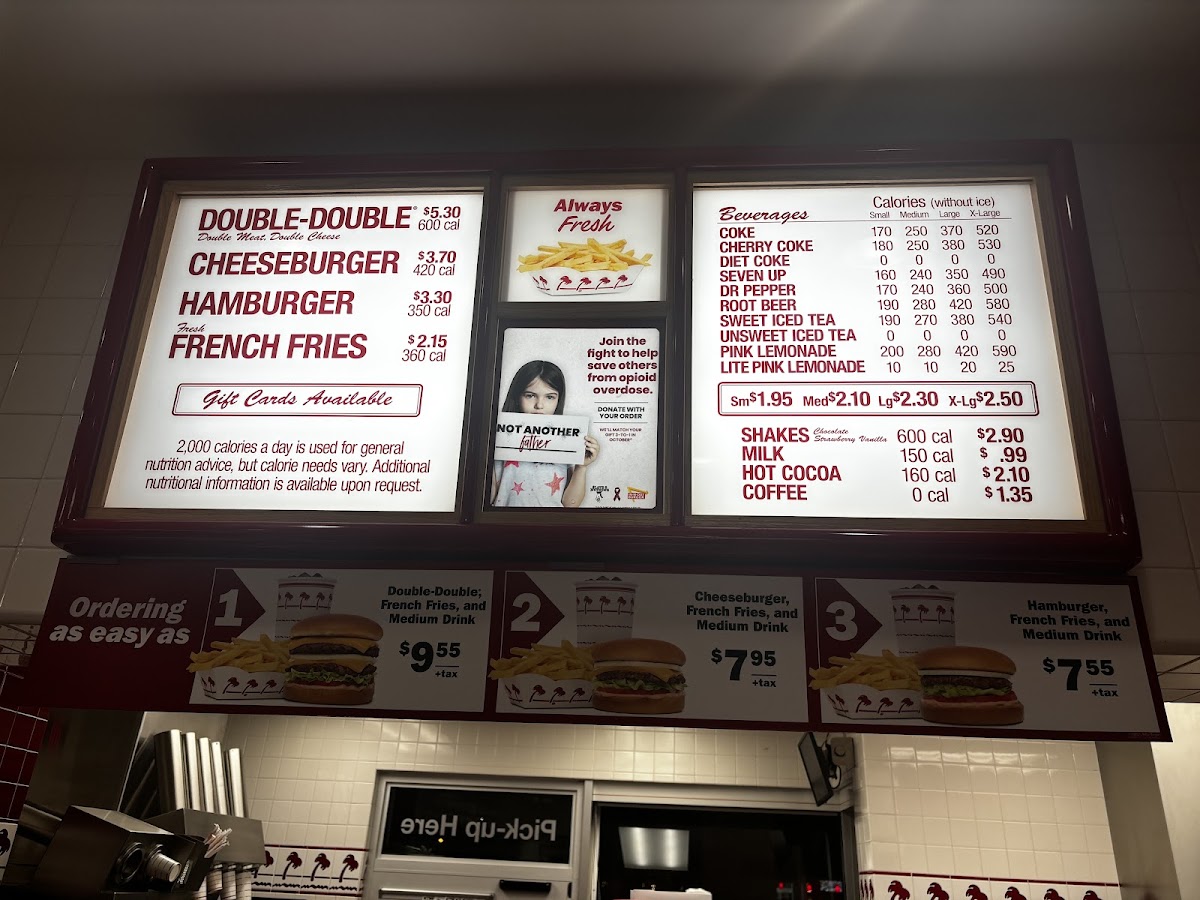 DOUBLE-DOUBLE® $5.30
Double Meat, Double Cheese 600 cal
CHEESEBURGER $3.70
420 cal
HAMBURGER $3.30
350 cal
Fresh
FRENCH FRIES $2.15
360 cal
Gift Cards Available
2,000 calories a day is used for general
nutrition advice, but calorie needs vary. Additional
nutritional information is available upon request.
Always
Fresh
Join the
fight to help
save others
from opioid
overdose.
DONATE WITH
YOUR ORDER
WE'LL MATCH YOUR
GIFT 3-TO-1 IN
OCTOBER*
NOT ANOTHER
father
Beverages Calories (without ice)
Small Medium Large X-Large
COKE 170 250 370 520
CHERRY COKE 180 250 380 530
DIET COKE 0 0 0 0
SEVEN UP 160 240 350 490
DR PEPPER 170 240 360 500
ROOT BEER 190 280 420 580
SWEET ICED TEA 190 270 380 540
UNSWEET ICED TEA 0 0 0 0
PINK LEMONADE 200 280 420 590
LITE PINK LEMONADE 10 10 20 25
Sm$1.95 Med$2.10 Lg$2.30 X-Lg$2.50
SHAKES Chocolate Strawberry Vanilla 600 cal $2.90
MILK 150 cal $ .99
HOT COCOA 160 cal $2.10
COFFEE 0 cal $1.35
Ordering
as easy as
1
Double-Double,
French Fries, and
Medium Drink
$9 55
+tax
2
Cheeseburger,
French Fries, and
Medium Drink
$7 95
+tax
3
Hamburger,
French Fries, and
Medium Drink
$7 55
+tax
Pick-up Here